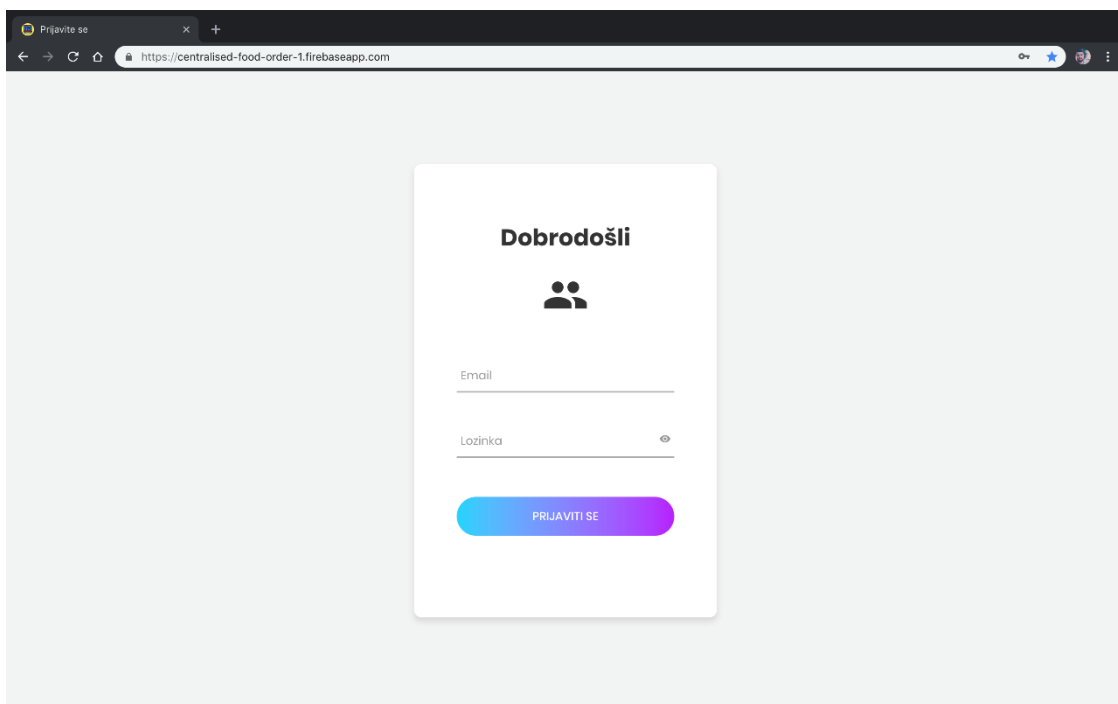 Prijavite se
https://centralised-food-order-1.firebaseapp.com
Dobrodošli
Email
Lozinka
PRIJAVITI SE